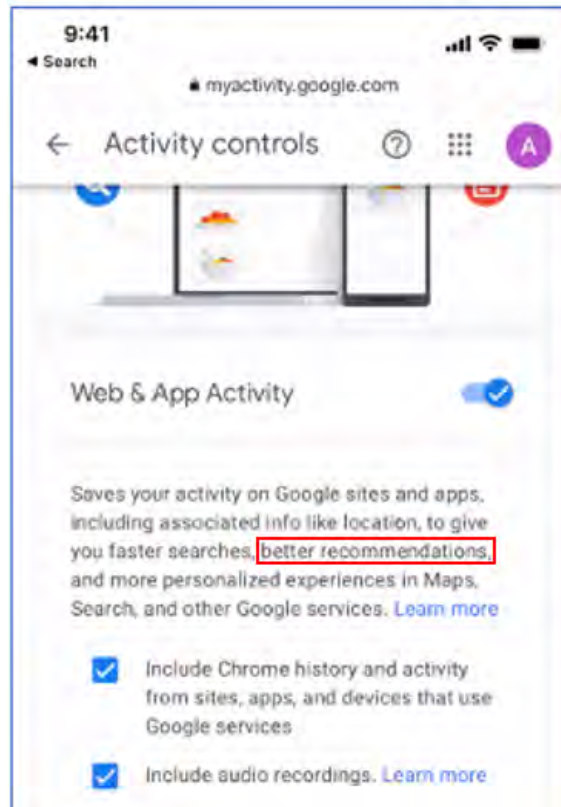 9:41
◀ Search
myactivity.google.com
← Activity controls
A
Web & App Activity
Saves your activity on Google sites and apps,
including associated info like location, to give
you faster searches, better recommendations,
and more personalized experiences in Maps,
Search, and other Google services. Learn more
Include Chrome history and activity
from sites, apps, and devices that use
Google services
Include audio recordings. Learn more